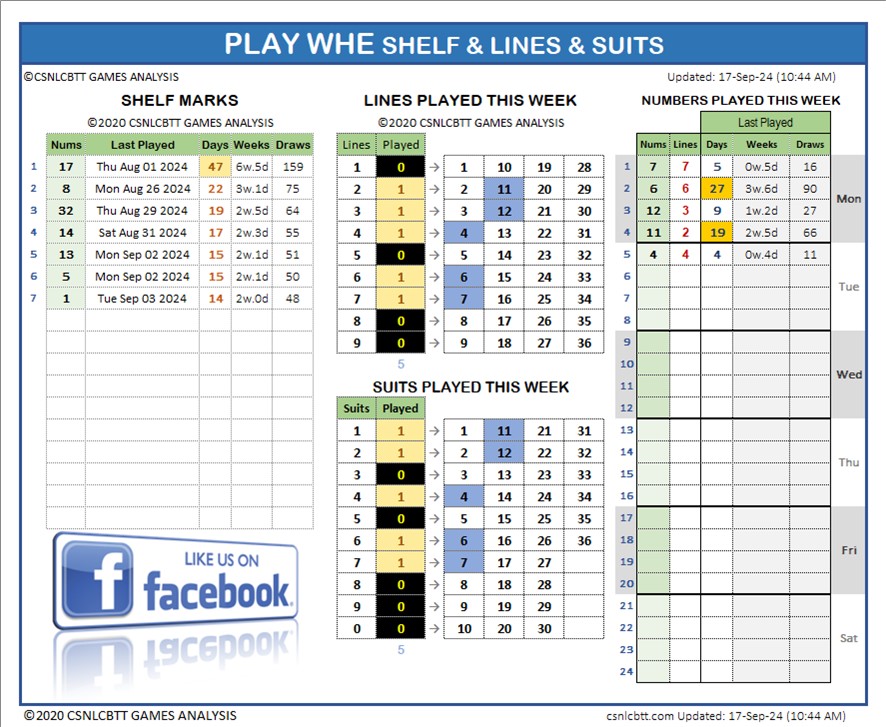 PLAY WHE SHELF & LINES & SUITS
©CSNLCBTT GAMES ANALYSIS
Updated: 17-Sep-24 (10:44 AM)
SHELF MARKS
©2020 CSNLCBTT GAMES ANALYSIS
Nums Last Played Days Weeks Draws
1 17 Thu Aug 01 2024 47 6w.5d 159
2 8 Mon Aug 26 2024 22 3w.1d 75
3 32 Thu Aug 29 2024 19 2w.5d 64
4 14 Sat Aug 31 2024 17 2w.3d 55
5 13 Mon Sep 02 2024 15 2w.1d 51
6 5 Mon Sep 02 2024 15 2w.1d 50
7 1 Tue Sep 03 2024 14 2w.0d 48
LIKE US ON
facebook
LINES PLAYED THIS WEEK
©2020 CSNLCBTT GAMES ANALYSIS
Lines Played
1 0 → 1 10 19 28
2 1 → 2 11 20 29
3 1 → 3 12 21 30
4 1 → 4 13 22 31
5 0 → 5 14 23 32
6 1 → 6 15 24 33
7 1 → 7 16 25 34
8 0 → 8 17 26 35
9 0 → 9 18 27 36
5
SUITS PLAYED THIS WEEK
Suits Played
1 1 → 1 11 21 31
2 1 → 2 12 22 32
3 0 → 3 13 23 33
4 1 → 4 14 24 34
5 0 → 5 15 25 35
6 1 → 6 16 26 36
7 1 → 7 17 27
8 0 → 8 18 28
9 0 → 9 19 29
0 0 → 10 20 30
5
NUMBERS PLAYED THIS WEEK
Last Played
Nums Lines Days Weeks Draws
1 7 7 5 0w.5d 16
2 6 6 27 3w.6d 90
Mon
3 12 3 9 1w.2d 27
4 11 2 19 2w.5d 66
5 4 4 4 0w.4d 11
6
Tue
7
8
9
10
Wed
11
12
13
14
Thu
15
16
17
18
Fri
19
20
21
22
Sat
23
24
©2020 CSNLCBTT GAMES ANALYSIS
csnlcbtt.com Updated: 17-Sep-24 (10:44 AM)